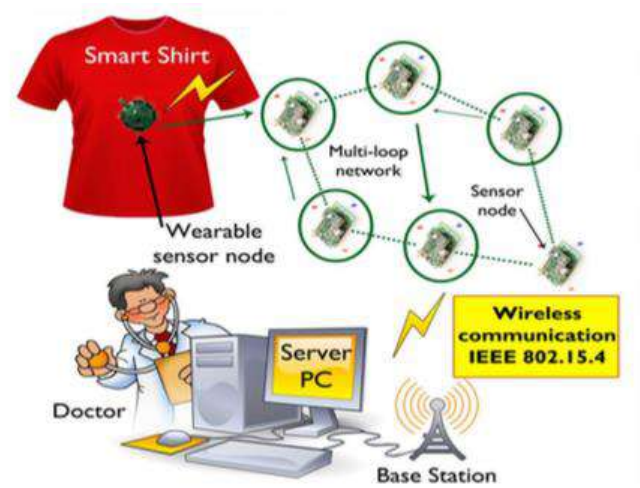 Smart Shirt
Multi-loop
network
Sensor
node
Wearable
sensor node
Wireless
communication
IEEE 802.15.4
Server
PC
Doctor
Base Station